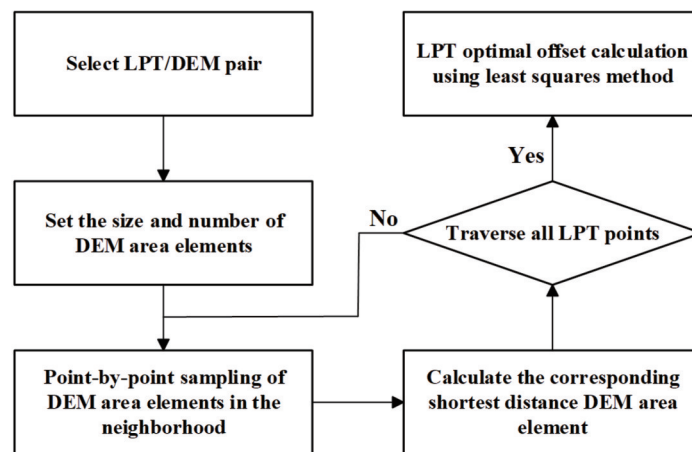 Select LPT/DEM pair
Set the size and number of
DEM area elements
Point-by-point sampling of
DEM area elements in the
neighborhood
Calculate the corresponding
shortest distance DEM area
element
Traverse all LPT points
No
Yes
LPT optimal offset calculation
using least squares method